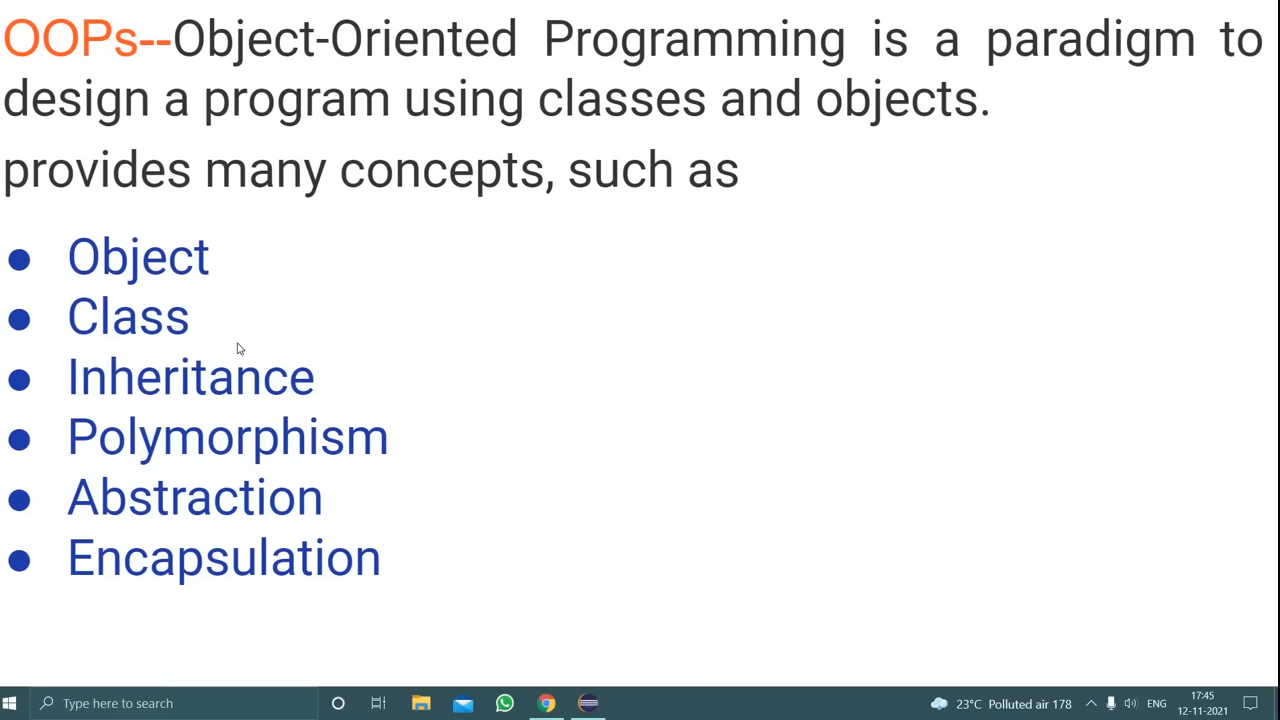 OOPs--Object-Oriented Programming is a paradigm to
design a program using classes and objects.
provides many concepts, such as
● Object
● Class
● Inheritance
● Polymorphism
● Abstraction
● Encapsulation
Type here to search
23°C Polluted air 178
ENG
17:45
12-11-2021